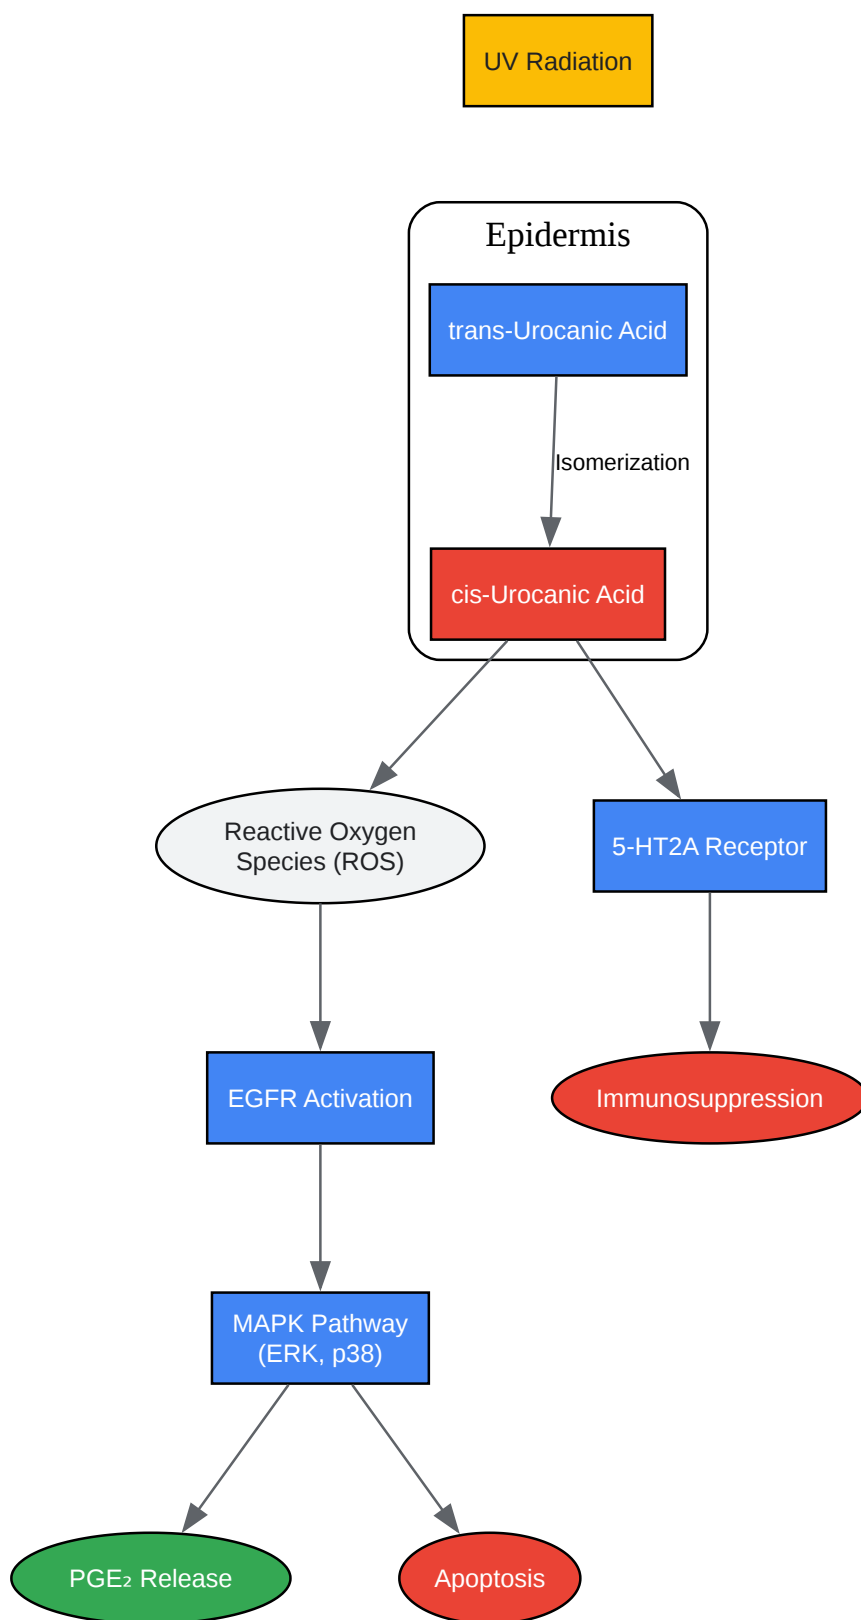 UV Radiation
Epidermis
trans-Urocanic Acid
Isomerization
cis-Urocanic Acid
Reactive Oxygen
Species (ROS)
5-HT2A Receptor
EGFR Activation
Immunosuppression
MAPK Pathway
(ERK, p38)
PGE₂ Release
Apoptosis